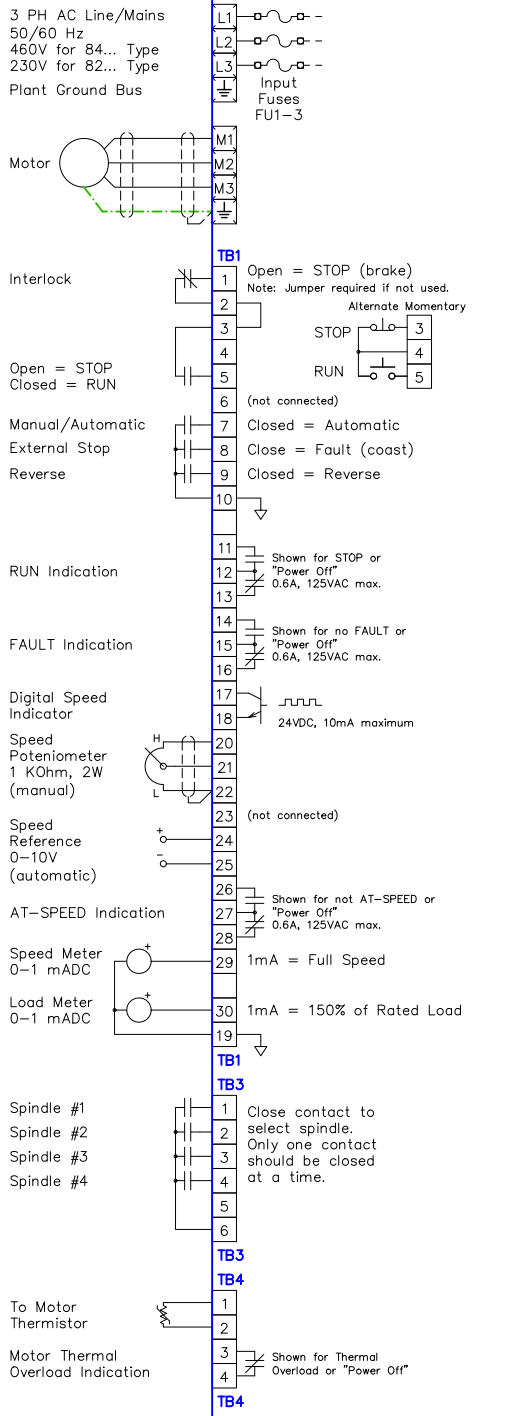 3 PH AC Line/Mains
50/60 Hz
460V for 84... Type
230V for 82... Type
Plant Ground Bus
L1
L2
L3
Input
Fuses
FU1-3
Motor
M1
M2
M3
TB1
Interlock
1
Open = STOP (brake)
Note: Jumper required if not used.
2
Alternate Momentary
3
STOP
3
4
4
Open = STOP
Closed = RUN
5
RUN
5
6
(not connected)
Manual/Automatic
7
Closed = Automatic
External Stop
8
Close = Fault (coast)
Reverse
9
Closed = Reverse
10
RUN Indication
11
12
13
Shown for STOP or
"Power Off"
0.6A, 125VAC max.
FAULT Indication
14
15
16
Shown for no FAULT or
"Power Off"
0.6A, 125VAC max.
Digital Speed
Indicator
17
18
24VDC, 10mA maximum
Speed
Poteniometer
1 KOhm, 2W
(manual)
H
L
20
21
22
23
(not connected)
Speed
Reference
0-10V
(automatic)
+
-
24
25
AT-SPEED Indication
26
27
28
Shown for not AT-SPEED or
"Power Off"
0.6A, 125VAC max.
Speed Meter
0-1 mADC
+
29
1mA = Full Speed
Load Meter
0-1 mADC
+
30
1mA = 150% of Rated Load
19
TB1
TB3
Spindle #1
1
Spindle #2
2
Spindle #3
3
Spindle #4
4
5
6
Close contact to
select spindle.
Only one contact
should be closed
at a time.
TB3
TB4
To Motor
Thermistor
1
2
Motor Thermal
Overload Indication
3
4
Shown for Thermal
Overload or "Power Off"
TB4